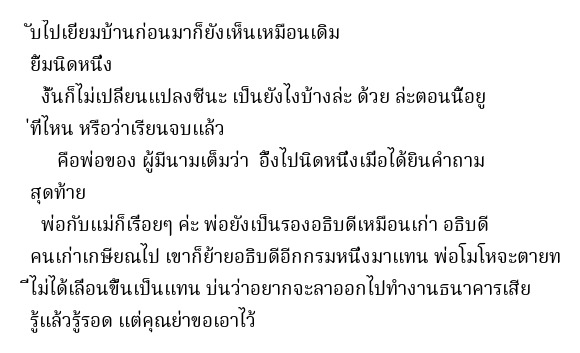 ับไปเยี่ยมบ้านก่อนมาก็ยังเห็นเหมือนเดิม
ยิ้มนิดหนึ่ง
งั้นก็ไม่เปลี่ยนแปลงซีนะ เป็นยังไงบ้างล่ะ ด้วย ล่ะตอนนี้อยู
่ที่ไหน หรือว่าเรียนจบแล้ว
คือพ่อของ ผู้มีนามเต็มว่า อึ้งไปนิดหนึ่งเมื่อได้ยินคำถาม
สุดท้าย
พ่อกับแม่ก็เรื่อยๆ ค่ะ พ่อยังเป็นรองอธิบดีเหมือนเก่า อธิบดี
คนเก่าเกษียณไป เขาก็ย้ายอธิบดีอีกกรมหนึ่งมาแทน พ่อโมโหจะตายท
ี่ไม่ได้เลื่อนขึ้นเป็นแทน บ่นว่าอยากจะลาออกไปทำงานธนาคารเสีย
รู้แล้วรู้รอด แต่คุณย่าขอเอาไว้